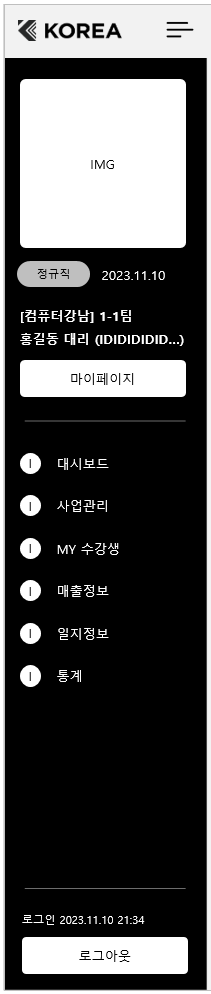 KOREA
IMG
정규직 2023.11.10
[컴퓨터강남] 1-1팀
홍길동 대리 (IDIDIDIDID...)
마이페이지
I 대시보드
I 사업관리
I MY 수강생
I 매출정보
I 일지정보
I 통계
로그인 2023.11.10 21:34
로그아웃